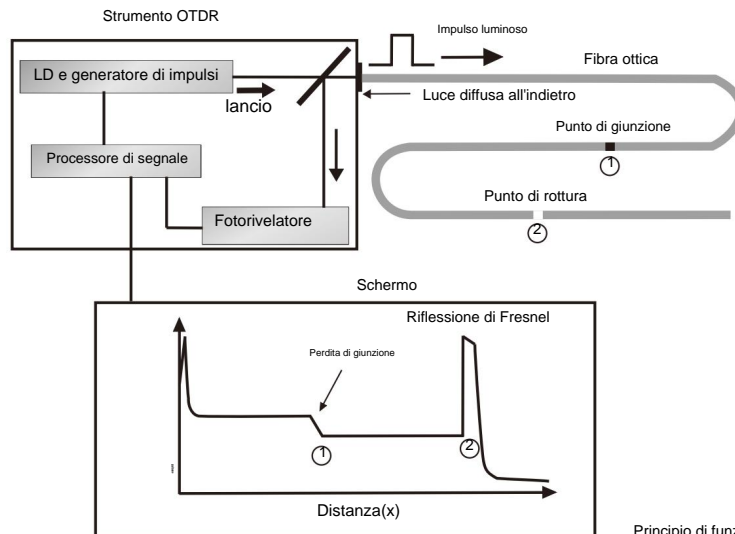 Strumento OTDR
Impulso luminoso
LD e generatore di impulsi
Fibra ottica
lancio
Luce diffusa all'indietro
Punto di giunzione
1
Processore di segnale
Punto di rottura
Fotorivelatore
2
Schermo
Riflessione di Fresnel
Perdita di giunzione
1
2
Distanza(x)